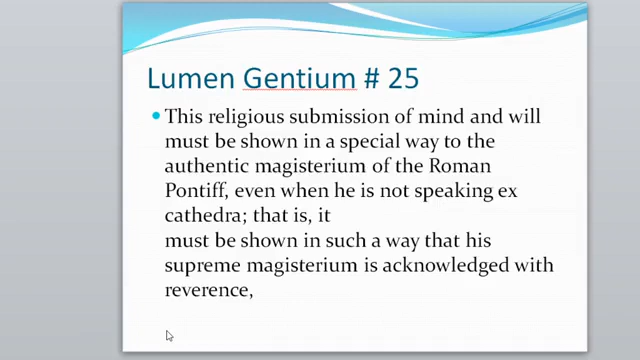 Lumen Gentium # 25
This religious submission of mind and will
must be shown in a special way to the
authentic magisterium of the Roman
Pontiff, even when he is not speaking ex
cathedra; that is, it
must be shown in such a way that his
supreme magisterium is acknowledged with
reverence,